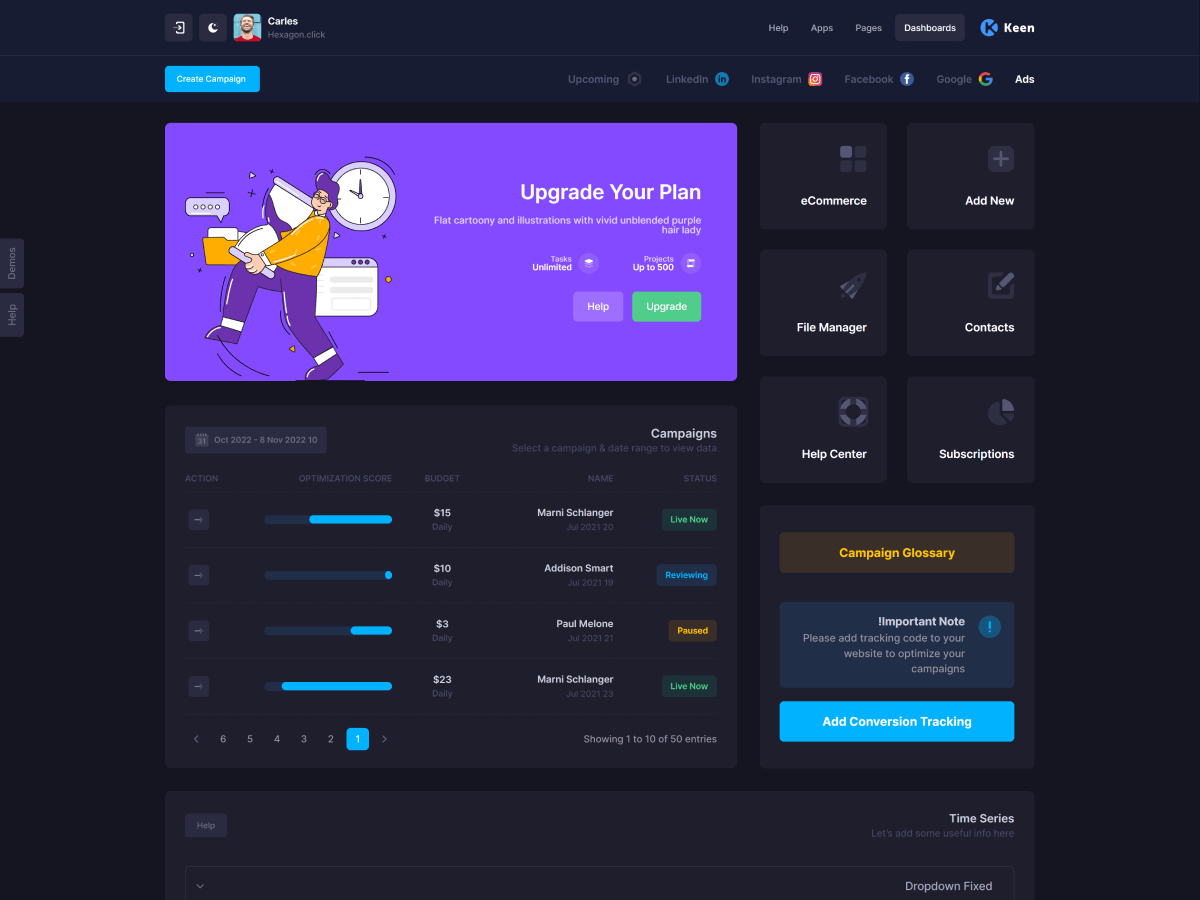 Carles
Hexagon.click
Help
Apps
Pages
Dashboards
Keen
Create Campaign
Upcoming
LinkedIn
Instagram
Facebook
Google
Ads
Demos
Help
Upgrade Your Plan
Flat cartoony and illustrations with vivid unblended purple
hair lady
Tasks
Unlimited
Projects
Up to 500
Help
Upgrade
eCommerce
Add New
File Manager
Contacts
Help Center
Subscriptions
31
Oct 2022 - 8 Nov 2022 10
Campaigns
Select a campaign & date range to view data
ACTION
OPTIMIZATION SCORE
BUDGET
NAME
STATUS
$15
Daily
Marni Schlanger
Jul 2021 20
Live Now
$10
Daily
Addison Smart
Jul 2021 19
Reviewing
$3
Daily
Paul Melone
Jul 2021 21
Paused
$23
Daily
Marni Schlanger
Jul 2021 23
Live Now
6 5 4 3 2 1
Showing 1 to 10 of 50 entries
Campaign Glossary
!Important Note
Please add tracking code to your
website to optimize your
campaigns
Add Conversion Tracking
Help
Time Series
Let's add some useful info here
Dropdown Fixed